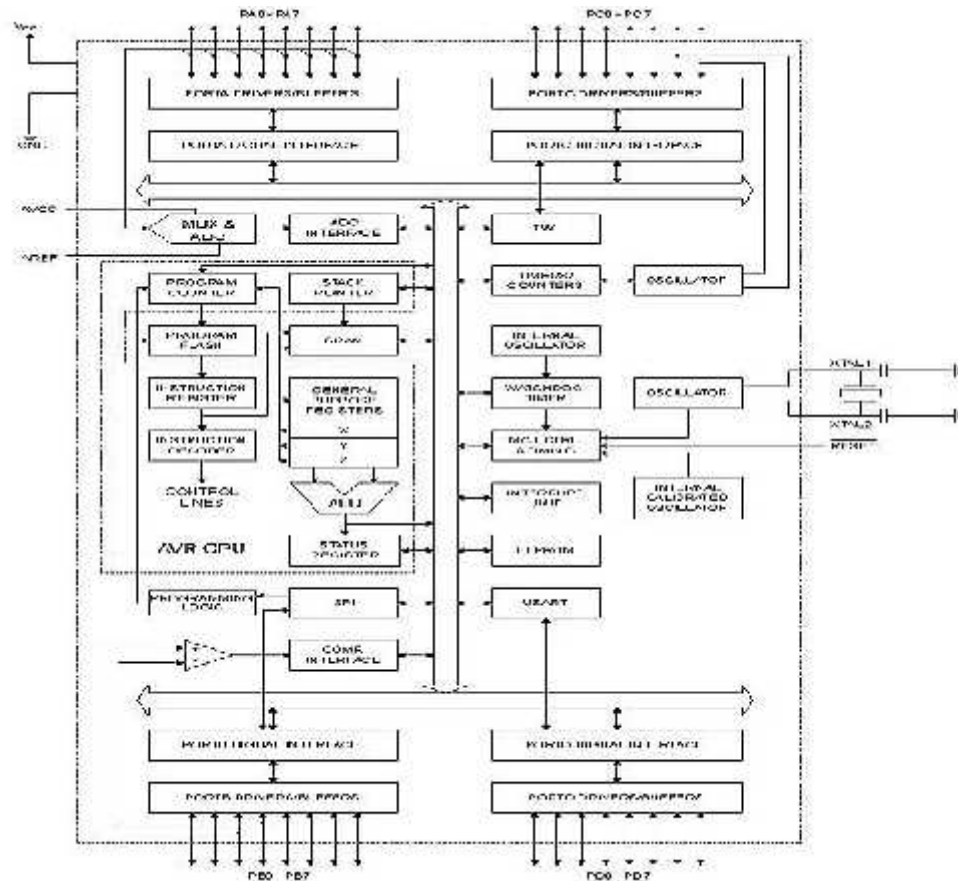 PA0 - PA7
PC0 - PC7
GND
PORTA DRIVERS/BUFFERS
PORTC DRIVERS/BUFFERS
PORTA DIGITAL INTERFACE
PORTC DIGITAL INTERFACE
AVCC
MUX &
ADC
ADC
INTERFACE
TWI
AREF
PROGRAM
COUNTER
STACK
POINTER
TIMERS/
COUNTERS
OSCILLATOR
PROGRAM
FLASH
SRAM
INTERNAL
OSCILLATOR
XTAL1
INSTRUCTION
REGISTER
GENERAL
PURPOSE
REGISTERS
WATCHDOG
TIMER
OSCILLATOR
X
Y
Z
XTAL2
RESET
INSTRUCTION
DECODER
MCU CTRL
& TIMING
CONTROL
LINES
ALU
INTERRUPT
UNIT
INTERNAL
CALIBRATED
OSCILLATOR
AVR CPU
STATUS
REGISTER
EEPROM
PROGRAMMING
LOGIC
SPI
USART
COMP.
INTERFACE
DIGITAL INTERFACE
DIGITAL INTERFACE
PORTB DRIVERS/BUFFERS
DRIVERS/BUFFERS
PB0 - PB7
PD0 - PD7